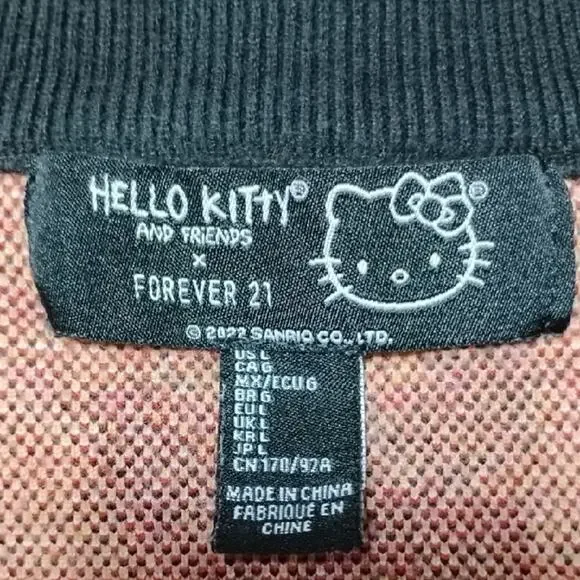 HELLO KITTY®
AND FRIENDS
x
FOREVER 21
®
© 2022 SANRIO CO., LTD.
US L
CA G
MX/ECU G
BR G
EU L
UK L
KR L
JP L
CN 170/92A
MADE IN CHINA
FABRIQUÉ EN
CHINE